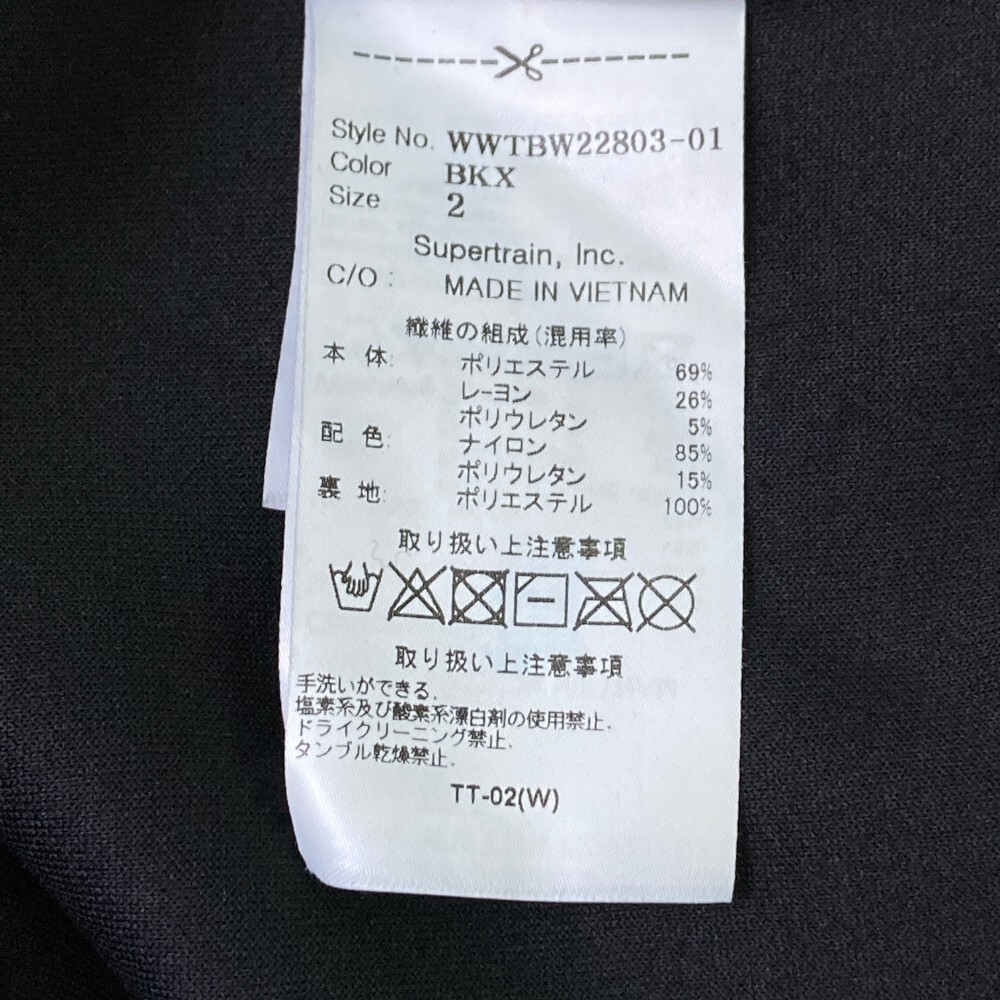 Style No. WWTBW22803-01
Color BKX
Size 2
Supertrain, Inc.
C/O : MADE IN VIETNAM
繊維の組成(混用率)
本 体: ポリエステル 69%
レーヨン 26%
ポリウレタン 5%
配 色: ナイロン 85%
ポリウレタン 15%
裏 地: ポリエステル 100%
取り扱い上注意事項
取り扱い上注意事項
手洗いができる.
塩素系及び酸素系漂白剤の使用禁止.
ドライクリーニング禁止.
タンブル乾燥禁止.
TT-02(W)